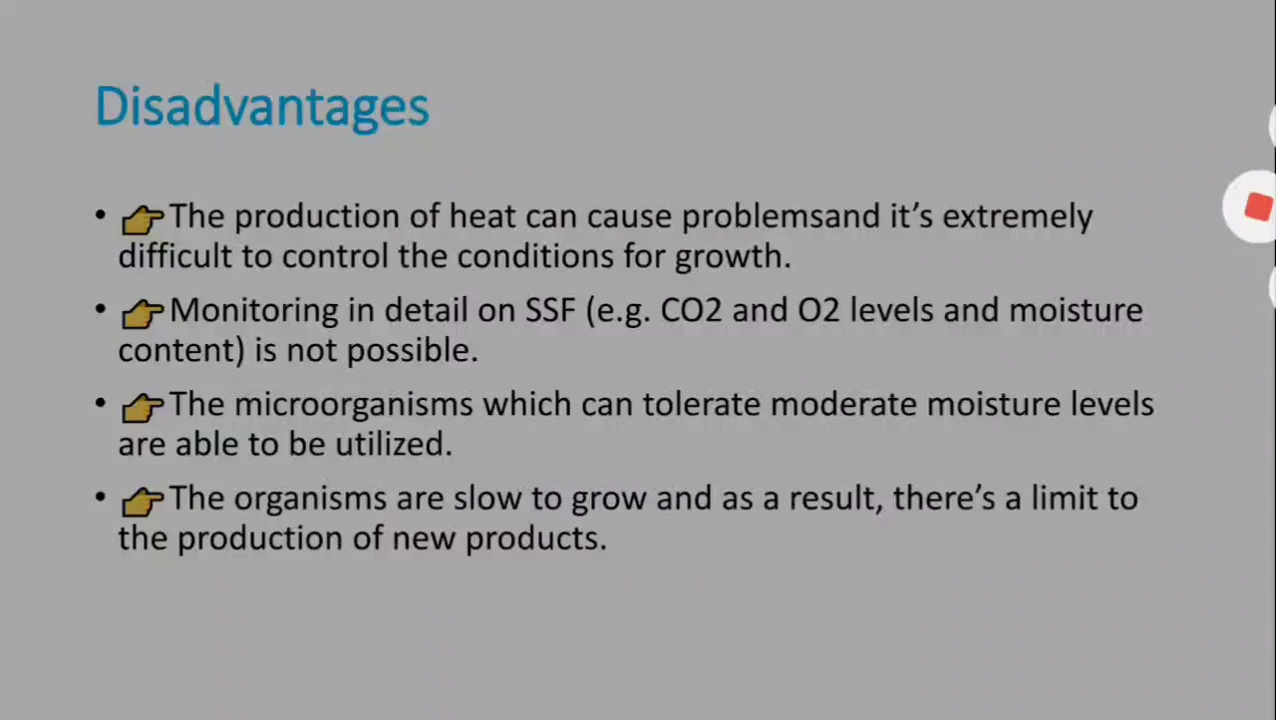 Disadvantages
• 👉The production of heat can cause problemsand it’s extremely
difficult to control the conditions for growth.
• 👉Monitoring in detail on SSF (e.g. CO2 and O2 levels and moisture
content) is not possible.
• 👉The microorganisms which can tolerate moderate moisture levels
are able to be utilized.
• 👉The organisms are slow to grow and as a result, there’s a limit to
the production of new products.